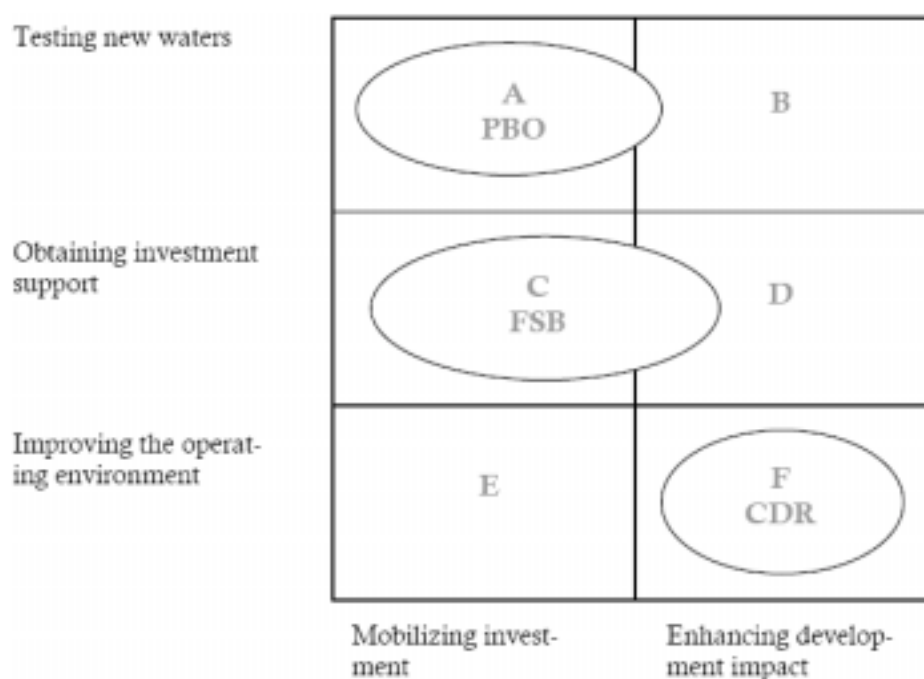 Testing new waters
A
PBO
B
Obtaining investment
support
C
FSB
D
Improving the operat-
ing environment
E
F
CDR
Mobilizing invest-
ment
Enhancing develop-
ment impact